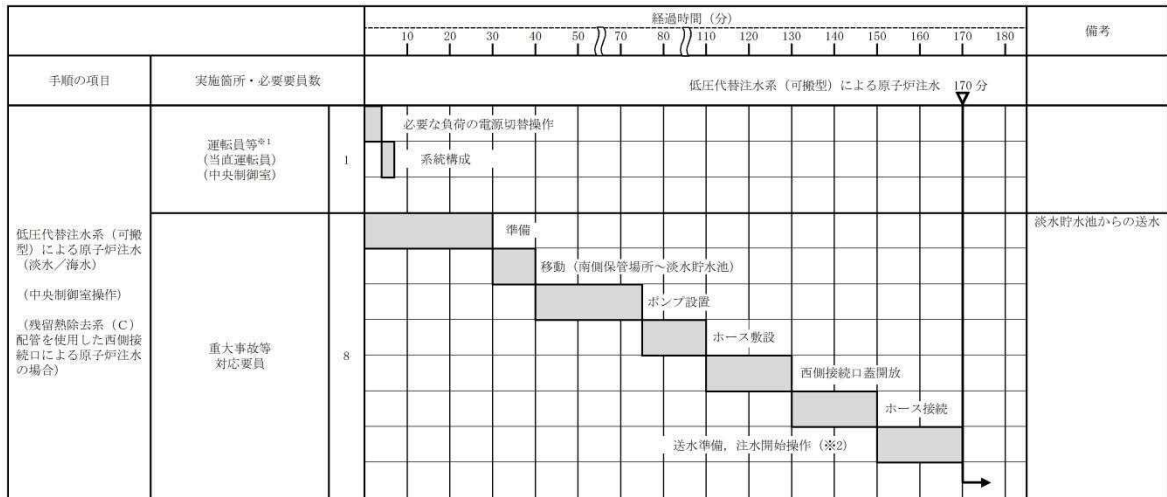 経過時間（分）
備考
10 20 30 40 50 70 80 110 120 130 140 150 160 170 180
手順の項目
実施箇所・必要要員数
低圧代替注水系（可搬型）による原子炉注水 170分
低圧代替注水系（可搬
型）による原子炉注水
（淡水／海水）
（中央制御室操作）
（残留熱除去系（C）
配管を使用した西側接
続口による原子炉注水
の場合）
運転員等※1
（当直運転員）
（中央制御室）
1
必要な負荷の電源切替操作
系統構成
重大事故等
対応要員
8
準備
移動（南側保管場所～淡水貯水池）
ポンプ設置
ホース敷設
西側接続口蓋開放
ホース接続
送水準備，注水開始操作（※2）
淡水貯水池からの送水